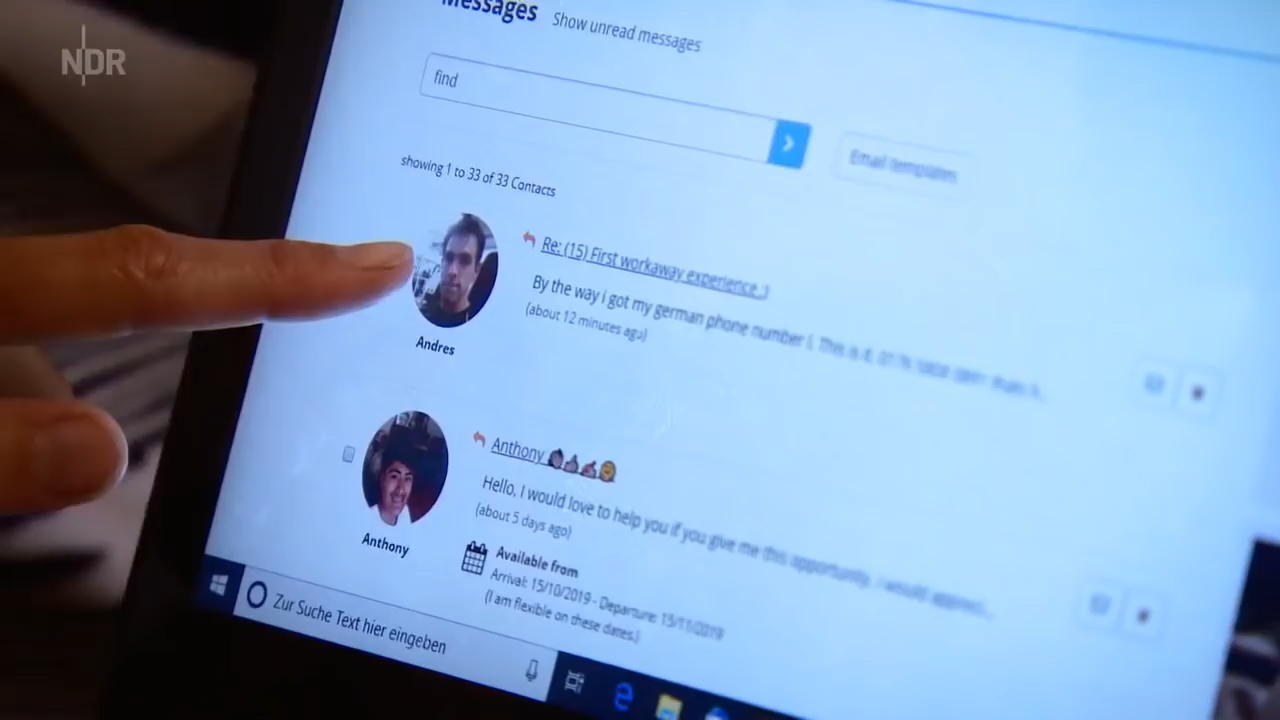 NDR
Messages Show unread messages
find
Email templates
showing 1 to 33 of 33 Contacts
Re: (15) First workaway experience :)
By the way i got my german phone number (. This is it.
(about 12 minutes ago)
Andres
Anthony
Hello, I would love to help you if you give me this opportunity. I would
(about 5 days ago)
Anthony
Available from
Arrival: 15/10/2019 - Departure: 15/11/2019
(I am flexible on these dates.)
Zur Suche Text hier eingeben